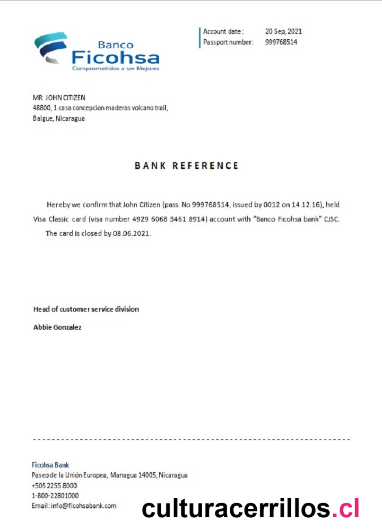 Banco
Ficohsa
Comprometidos a ser Mejores
Account date: 20 Sep, 2021
Passport number: 999768514
MR. JOHN CITIZEN
48800, 1 casa concepcion maderas volcano trail,
Balgue, Nicaragua
BANK REFERENCE
Hereby we confirm that John Citizen (pass. No 999768514, issued by 0012 on 14.12.16), held
Visa Classic card (visa number 4929 6068 3461 8914) account with "Banco Ficohsa bank" CJSC.
The card is closed by 08.06.2021.
Head of customer service division
Abbie Gonzalez
Ficohsa Bank
Paseo de la Unión Europea, Managua 14005, Nicaragua
+505 2255 8000
1-800-22801000
Email: info@ficohsabank.com
culturacerrillos.cl